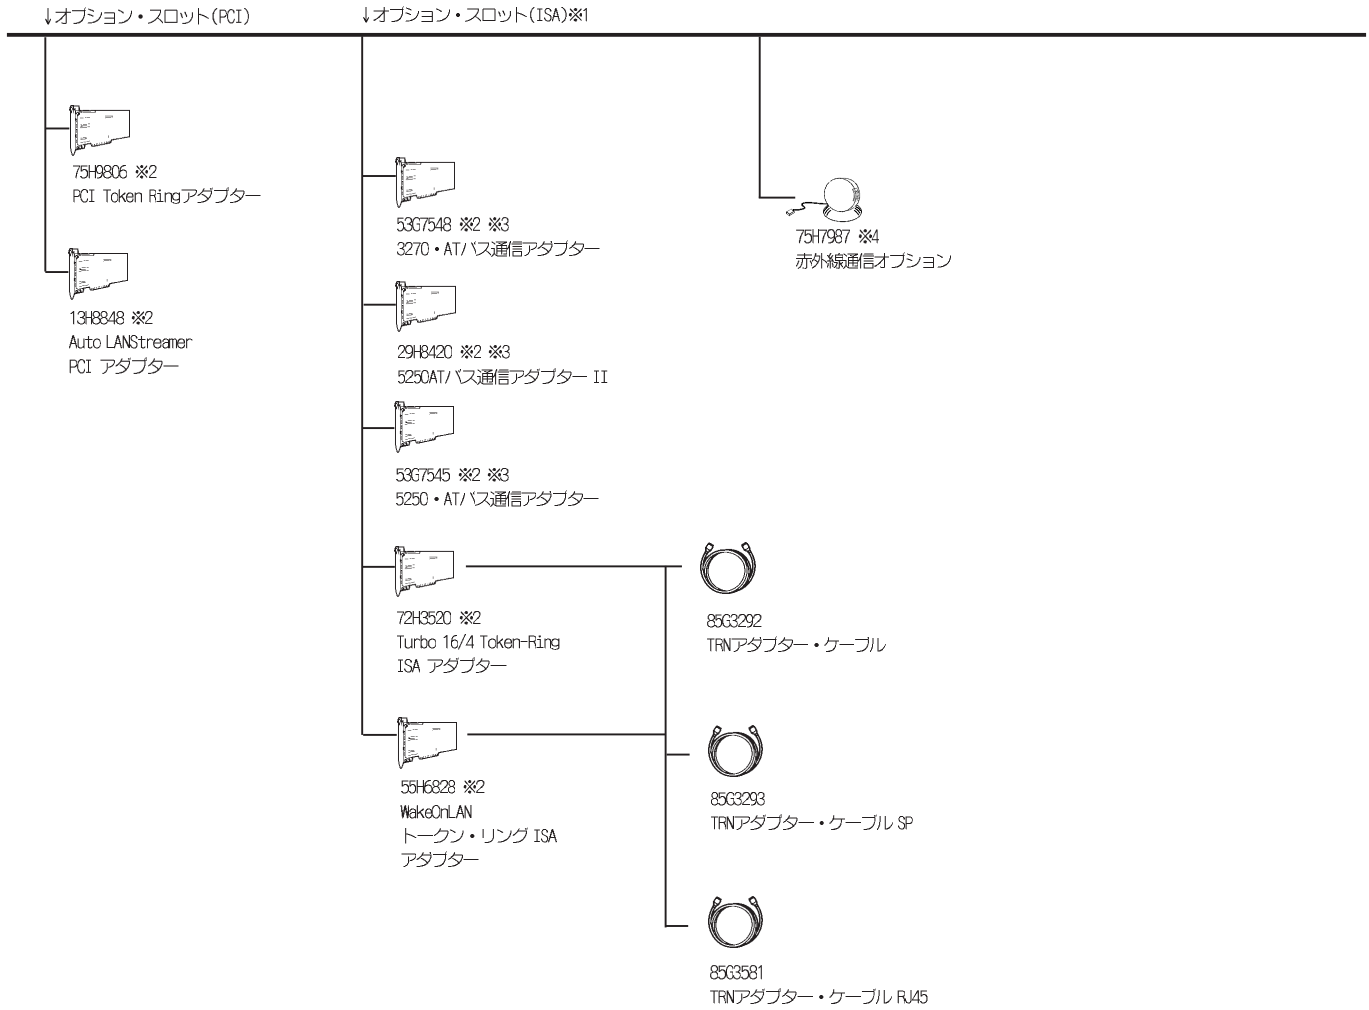 ↓オプション・スロット(PCI)
↓オプション・スロット(ISA)※1
75H9806 ※2
PCI Token Ringアダプター
13H8848 ※2
Auto LANStreamer
PCI アダプター
53G7548 ※2 ※3
3270・ATバス通信アダプター
29H8420 ※2 ※3
5250ATバス通信アダプター II
53G7545 ※2 ※3
5250・ATバス通信アダプター
72H3520 ※2
Turbo 16/4 Token-Ring
ISA アダプター
55H6828 ※2
WakeOnLAN
トークン・リング ISA
アダプター
75H7987 ※4
赤外線通信オプション
85G3292
TRNアダプター・ケーブル
85G3293
TRNアダプター・ケーブル SP
85G3581
TRNアダプター・ケーブル RJ45